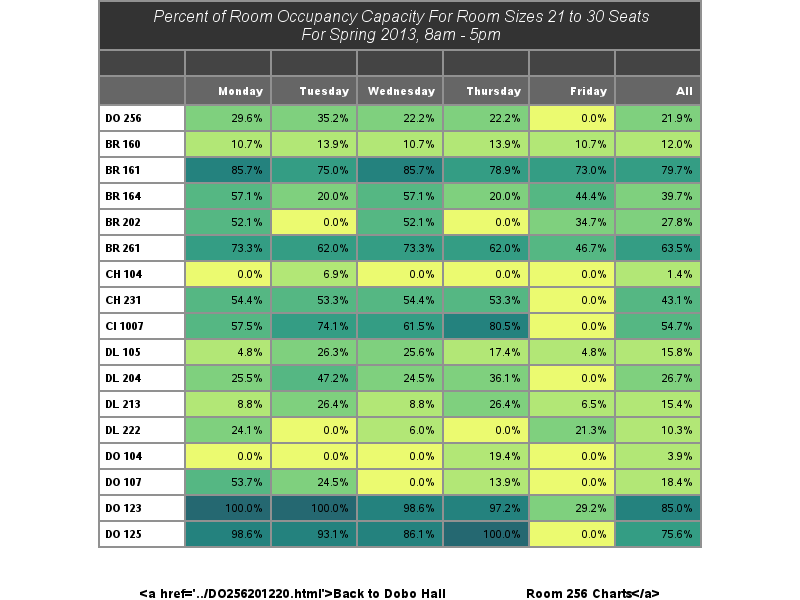 Percent of Room Occupancy Capacity For Room Sizes 21 to 30 Seats
For Spring 2013, 8am - 5pm
Monday Tuesday Wednesday Thursday Friday All
DO 256 29.6% 35.2% 22.2% 22.2% 0.0% 21.9%
BR 160 10.7% 13.9% 10.7% 13.9% 10.7% 12.0%
BR 161 85.7% 75.0% 85.7% 78.9% 73.0% 79.7%
BR 164 57.1% 20.0% 57.1% 20.0% 44.4% 39.7%
BR 202 52.1% 0.0% 52.1% 0.0% 34.7% 27.8%
BR 261 73.3% 62.0% 73.3% 62.0% 46.7% 63.5%
CH 104 0.0% 6.9% 0.0% 0.0% 0.0% 1.4%
CH 231 54.4% 53.3% 54.4% 53.3% 0.0% 43.1%
CI 1007 57.5% 74.1% 61.5% 80.5% 0.0% 54.7%
DL 105 4.8% 26.3% 25.6% 17.4% 4.8% 15.8%
DL 204 25.5% 47.2% 24.5% 36.1% 0.0% 26.7%
DL 213 8.8% 26.4% 8.8% 26.4% 6.5% 15.4%
DL 222 24.1% 0.0% 6.0% 0.0% 21.3% 10.3%
DO 104 0.0% 0.0% 0.0% 19.4% 0.0% 3.9%
DO 107 53.7% 24.5% 0.0% 13.9% 0.0% 18.4%
DO 123 100.0% 100.0% 98.6% 97.2% 29.2% 85.0%
DO 125 98.6% 93.1% 86.1% 100.0% 0.0% 75.6%
<a href='../DO256201220.html'>Back to Dobo Hall Room 256 Charts</a>